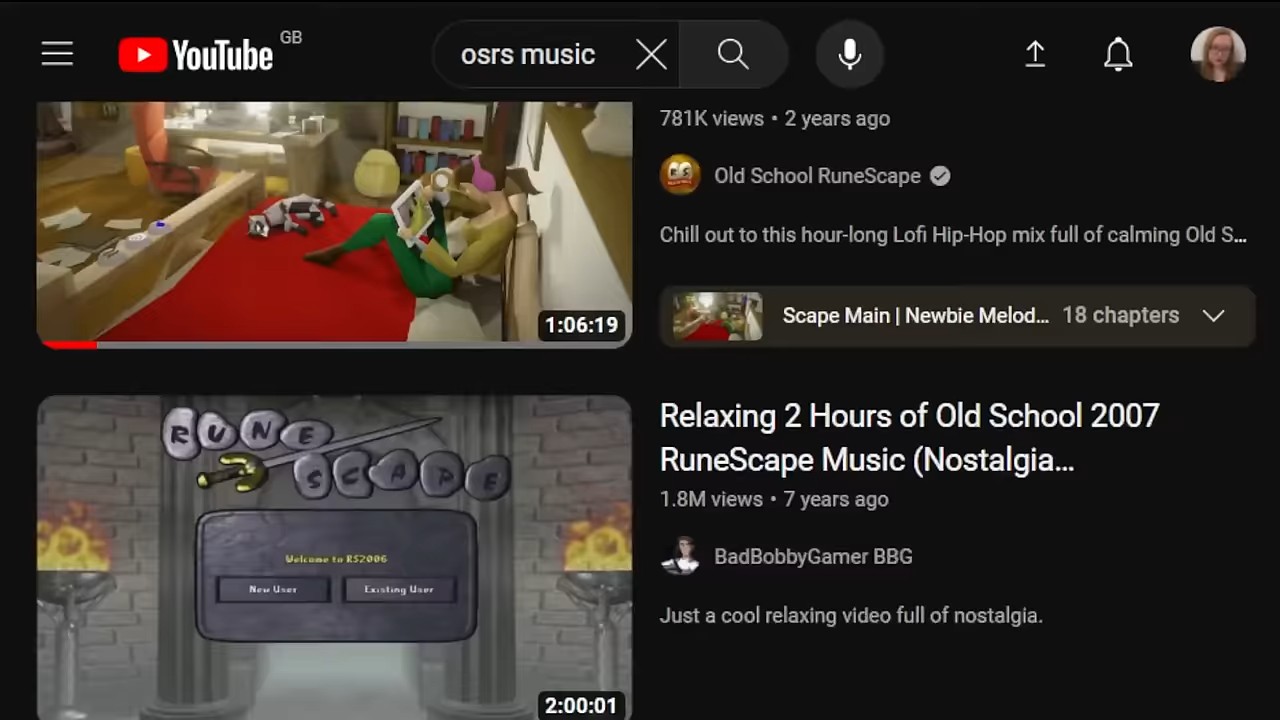 YouTube GB
osrs music
781K views • 2 years ago
Old School RuneScape
Chill out to this hour-long Lofi Hip-Hop mix full of calming Old S...
1:06:19
Scape Main | Newbie Melod... 18 chapters
RUNE
SCAPE
Welcome to RS2006
New User Existing User
2:00:01
Relaxing 2 Hours of Old School 2007
RuneScape Music (Nostalgia...
1.8M views • 7 years ago
BadBobbyGamer BBG
Just a cool relaxing video full of nostalgia.